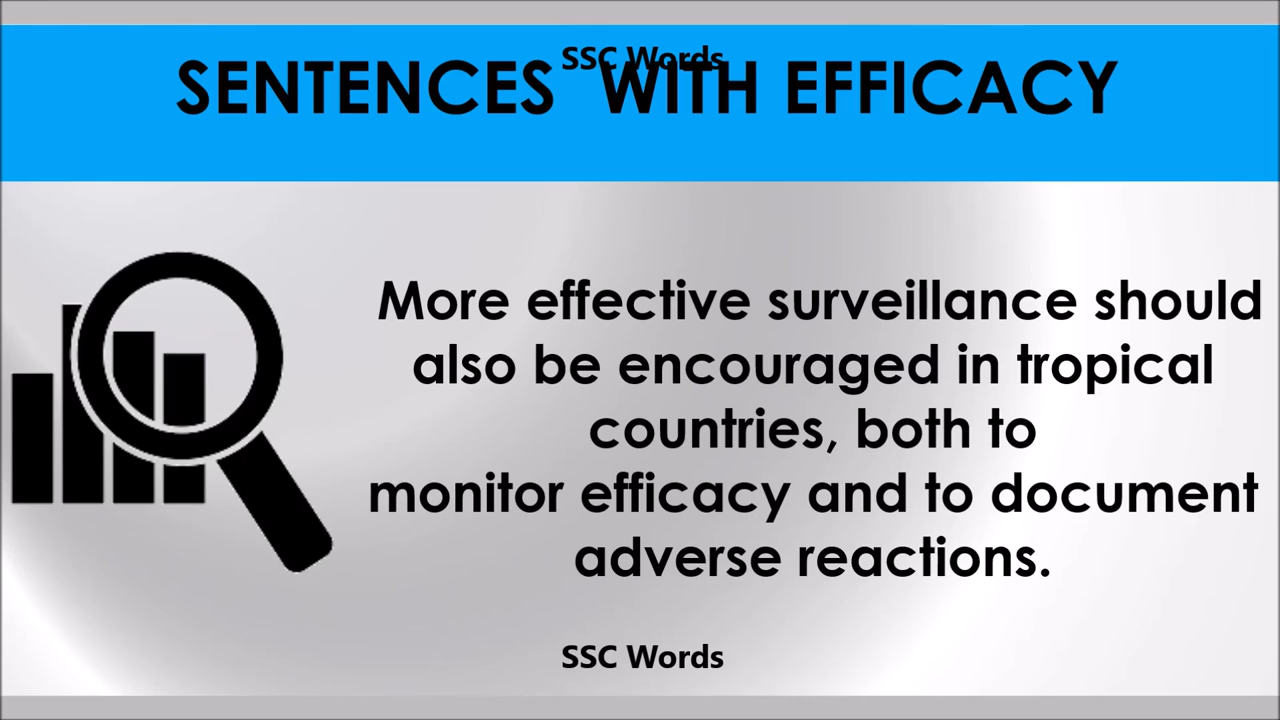 SSC Words
SENTENCES WITH EFFICACY
More effective surveillance should
also be encouraged in tropical
countries, both to
monitor efficacy and to document
adverse reactions.
SSC Words